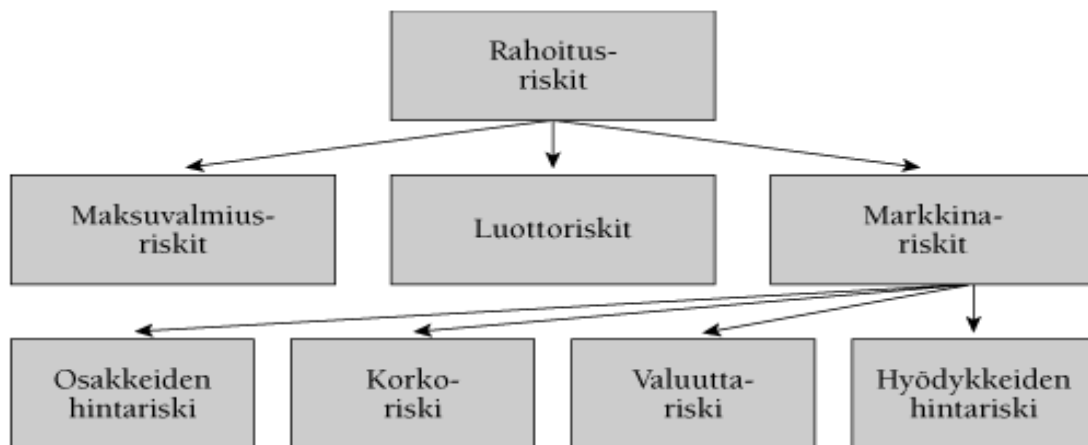 Rahoitus-
riskit
Maksuvalmius-
riskit
Luottoriskit
Markkina-
riskit
Osakkeiden
hintariski
Korko-
riski
Valuutta-
riski
Hyödykkeiden
hintariski